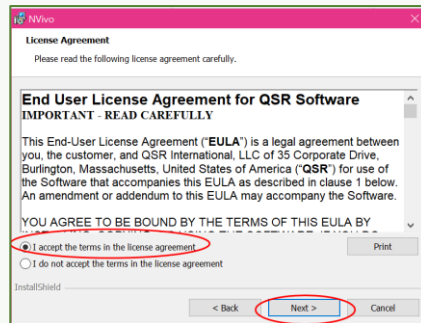 NVivo
License Agreement
Please read the following license agreement carefully.
End User License Agreement for QSR Software
IMPORTANT - READ CAREFULLY
This End-User License Agreement ("EULA") is a legal agreement between
you, the customer, and QSR International, LLC of 35 Corporate Drive,
Burlington, Massachusetts, United States of America ("QSR") for use of
the Software that accompanies this EULA as described in clause 1 below.
An amendment or addendum to this EULA may accompany the Software.
YOU AGREE TO BE BOUND BY THE TERMS OF THIS EULA BY
I accept the terms in the license agreement
Print
I do not accept the terms in the license agreement
InstallShield
< Back
Next >
Cancel